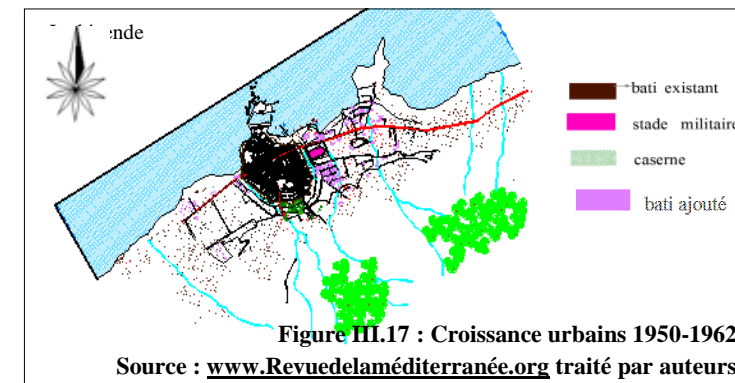 ende
bati existant
stade militaire
caserne
bati ajouté
Figure III.17 : Croissance urbains 1950-1962
Source : www.Revuedelaméditerranée.org traité par auteurs